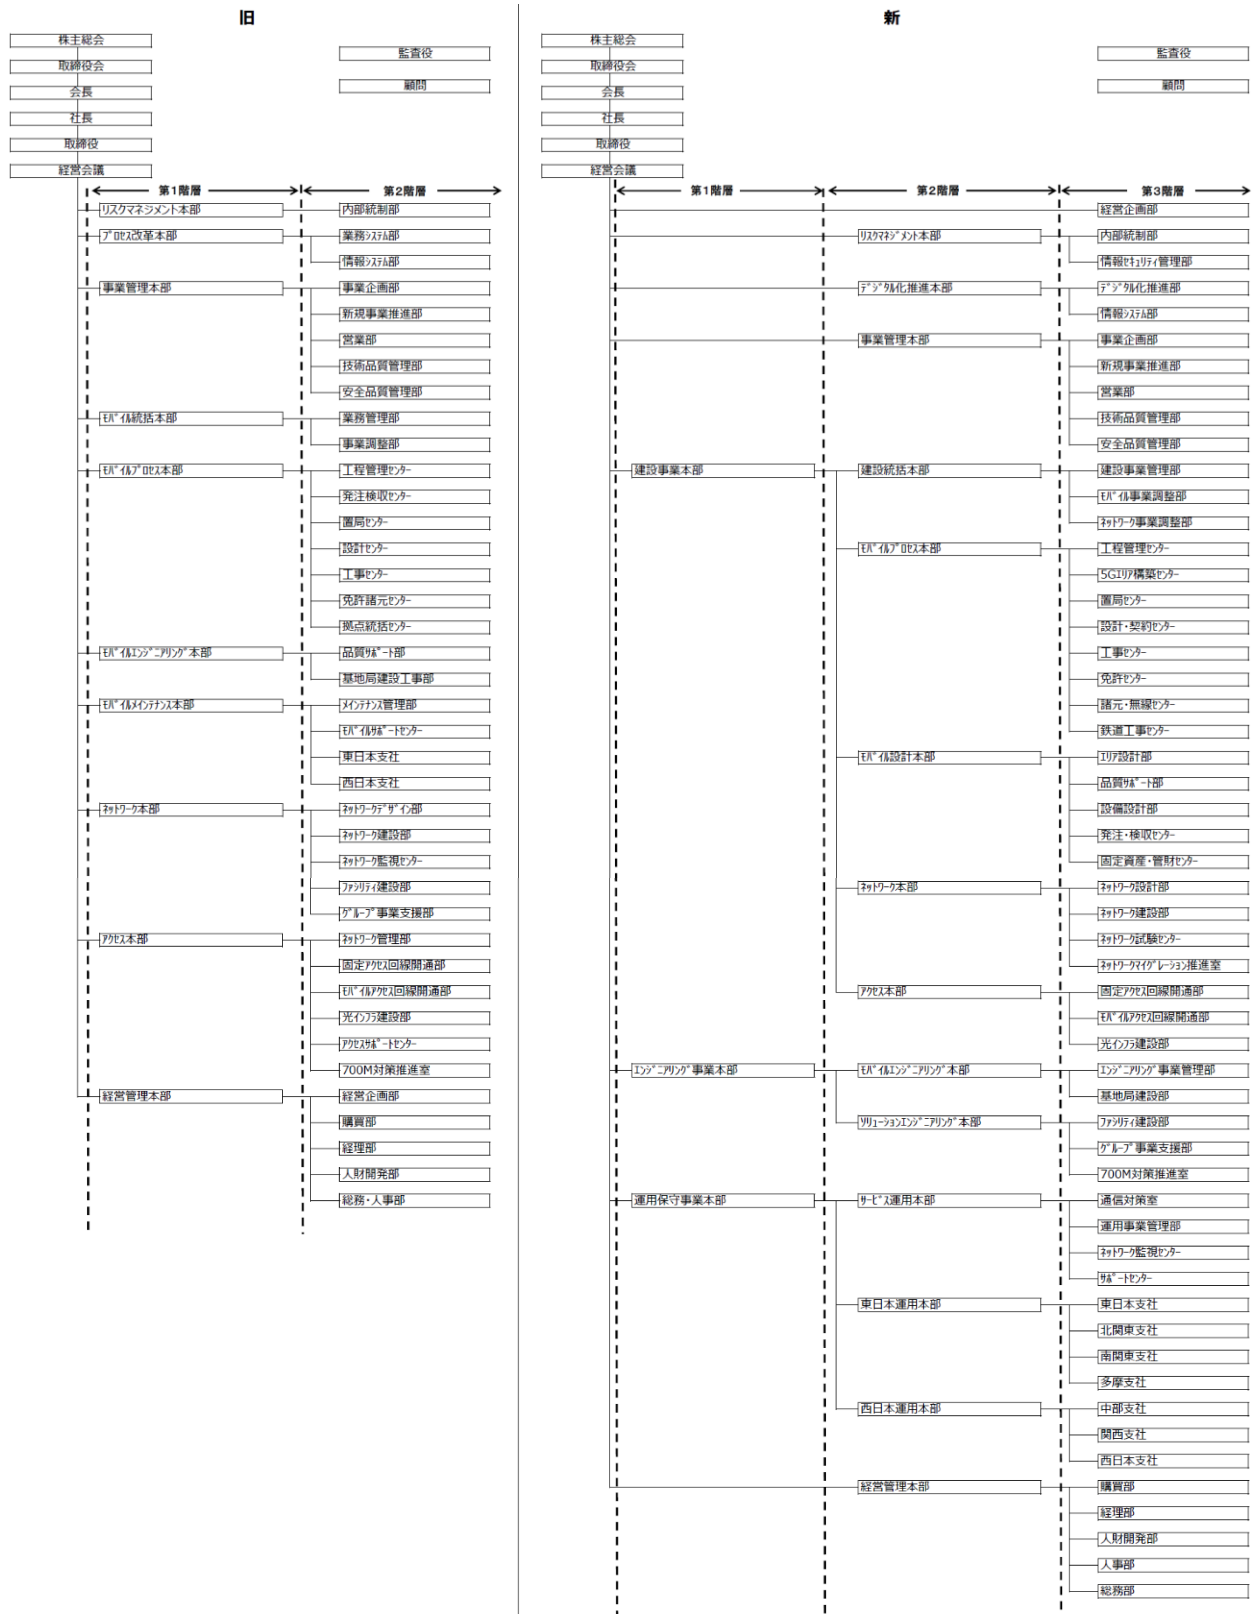 旧
株主総会
取締役会
会長
社長
取締役
経営会議
監査役
顧問
第1階層
第2階層
ﾘｽｸﾏﾈｼﾞﾒﾝﾄ本部
内部統制部
ﾌﾟﾛｾｽ改革本部
業務ｼｽﾃﾑ部
情報ｼｽﾃﾑ部
事業管理本部
事業企画部
新規事業推進部
営業部
技術品質管理部
安全品質管理部
ﾓﾊﾞｲﾙ統括本部
業務管理部
事業調整部
ﾓﾊﾞｲﾙﾌﾟﾛｾｽ本部
工程管理ｾﾝﾀｰ
発注検収ｾﾝﾀｰ
置局ｾﾝﾀｰ
設計ｾﾝﾀｰ
工事ｾﾝﾀｰ
免許諸元ｾﾝﾀｰ
拠点統括ｾﾝﾀｰ
ﾓﾊﾞｲﾙｴﾝｼﾞﾆｱﾘﾝｸﾞ本部
品質ｻﾎﾟｰﾄ部
基地局建設工事部
ﾓﾊﾞｲﾙﾒｲﾝﾃﾅﾝｽ本部
ﾒｲﾝﾃﾅﾝｽ管理部
ﾓﾊﾞｲﾙｻﾎﾟｰﾄｾﾝﾀｰ
東日本支社
西日本支社
ﾈｯﾄﾜｰｸ本部
ﾈｯﾄﾜｰｸﾃﾞｻﾞｲﾝ部
ﾈｯﾄﾜｰｸ建設部
ﾈｯﾄﾜｰｸ監視ｾﾝﾀｰ
ﾌｧｼﾘﾃｨ建設部
ｸﾞﾙｰﾌﾟ事業支援部
ｱｸｾｽ本部
ﾈｯﾄﾜｰｸ管理部
固定ｱｸｾｽ回線開通部
ﾓﾊﾞｲﾙｱｸｾｽ回線開通部
光ｲﾝﾌﾗ建設部
ｱｸｾｽｻﾎﾟｰﾄｾﾝﾀｰ
700M対策推進室
経営管理本部
経営企画部
購買部
経理部
人財開発部
総務・人事部
新
株主総会
取締役会
会長
社長
取締役
経営会議
監査役
顧問
第1階層
第2階層
第3階層
経営企画部
ﾘｽｸﾏﾈｼﾞﾒﾝﾄ本部
内部統制部
情報ｾｷｭﾘﾃｨ管理部
ﾃﾞｼﾞﾀﾙ化推進本部
ﾃﾞｼﾞﾀﾙ化推進部
情報ｼｽﾃﾑ部
事業管理本部
事業企画部
新規事業推進部
営業部
技術品質管理部
安全品質管理部
建設事業本部
建設統括本部
建設事業管理部
ﾓﾊﾞｲﾙ事業調整部
ﾈｯﾄﾜｰｸ事業調整部
ﾓﾊﾞｲﾙﾌﾟﾛｾｽ本部
工程管理ｾﾝﾀｰ
5Gｴﾘｱ構築ｾﾝﾀｰ
置局ｾﾝﾀｰ
設計・契約ｾﾝﾀｰ
工事ｾﾝﾀｰ
免許ｾﾝﾀｰ
諸元・無線ｾﾝﾀｰ
鉄道工事ｾﾝﾀｰ
ﾓﾊﾞｲﾙ設計本部
ｴﾘｱ設計部
品質ｻﾎﾟｰﾄ部
設備設計部
発注・検収ｾﾝﾀｰ
固定資産・管財ｾﾝﾀｰ
ﾈｯﾄﾜｰｸ本部
ﾈｯﾄﾜｰｸ設計部
ﾈｯﾄﾜｰｸ建設部
ﾈｯﾄﾜｰｸ試験ｾﾝﾀｰ
ﾈｯﾄﾜｰｸﾏｲｸﾞﾚｰｼｮﾝ推進室
ｱｸｾｽ本部
固定ｱｸｾｽ回線開通部
ﾓﾊﾞｲﾙｱｸｾｽ回線開通部
光ｲﾝﾌﾗ建設部
ｴﾝｼﾞﾆｱﾘﾝｸﾞ事業本部
ﾓﾊﾞｲﾙｴﾝｼﾞﾆｱﾘﾝｸﾞ本部
ｴﾝｼﾞﾆｱﾘﾝｸﾞ事業管理部
基地局建設部
ｿﾘｭｰｼｮﾝｴﾝｼﾞﾆｱﾘﾝｸﾞ本部
ﾌｧｼﾘﾃｨ建設部
ｸﾞﾙｰﾌﾟ事業支援部
700M対策推進室
運用保守事業本部
ｻｰﾋﾞｽ運用本部
通信対策室
運用事業管理部
ﾈｯﾄﾜｰｸ監視ｾﾝﾀｰ
ｻﾎﾟｰﾄｾﾝﾀｰ
東日本運用本部
東日本支社
北関東支社
南関東支社
多摩支社
西日本運用本部
中部支社
関西支社
西日本支社
経営管理本部
購買部
経理部
人財開発部
人事部
総務部